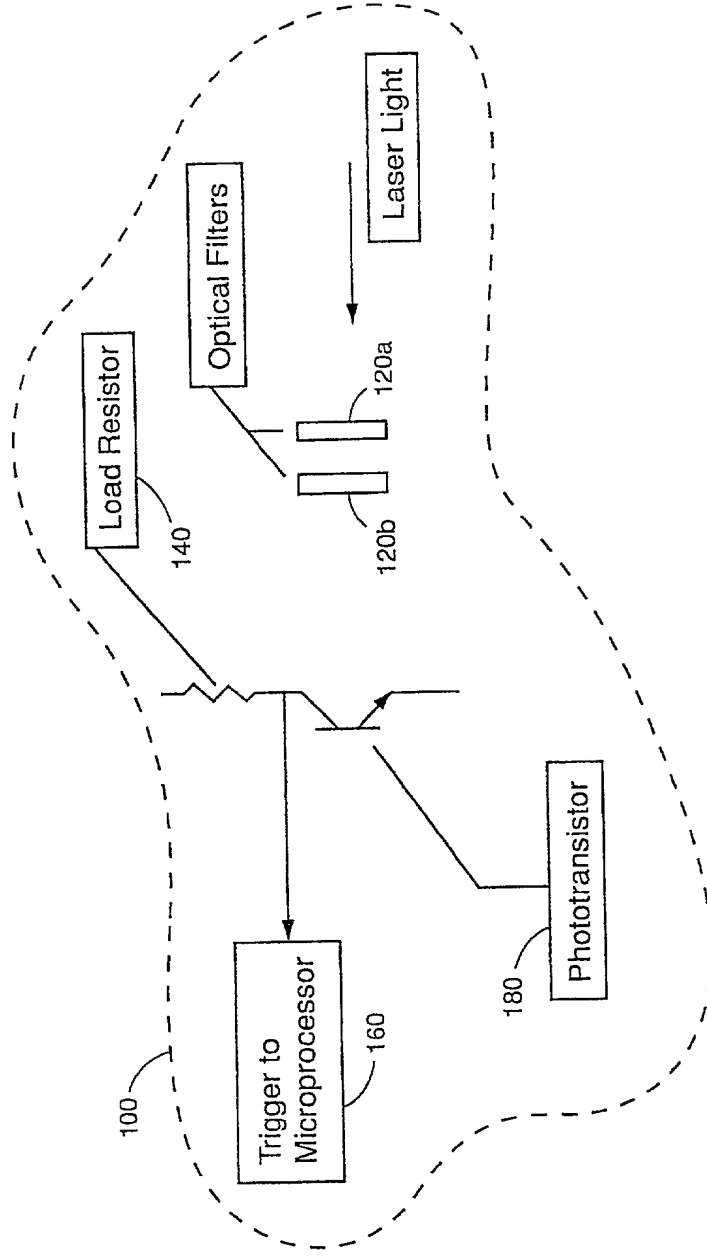 100
Trigger to
Microprocessor
160
Load Resistor
140
Optical Filters
120b
120a
Laser Light
180
Phototransistor